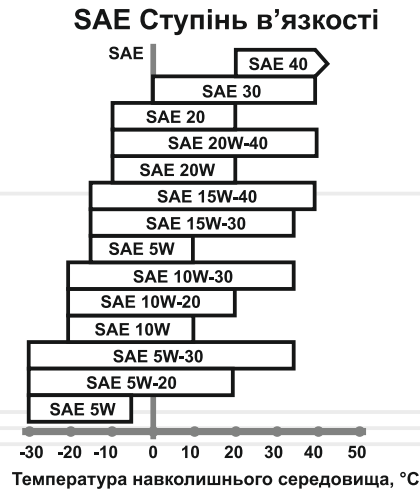 SAE Ступінь в’язкості
SAE
SAE 40
SAE 30
SAE 20
SAE 20W-40
SAE 20W
SAE 15W-40
SAE 15W-30
SAE 5W
SAE 10W-30
SAE 10W-20
SAE 10W
SAE 5W-30
SAE 5W-20
SAE 5W
-30 -20 -10 0 10 20 30 40 50
Температура навколишнього середовища, °C